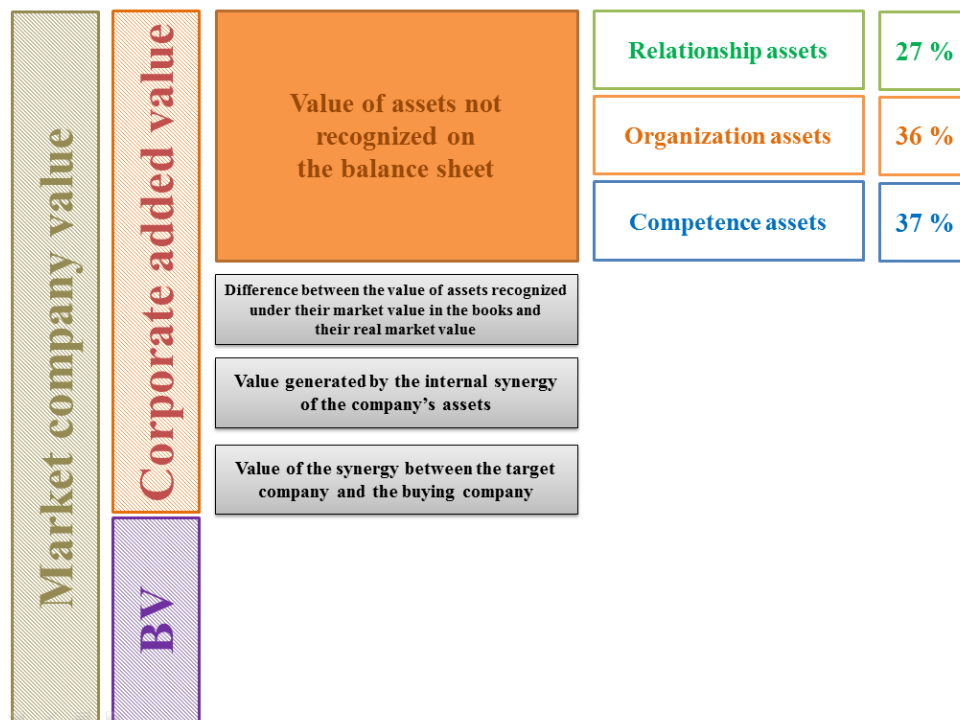 Market company value
Corporate added value
BV
Value of assets not
recognized on
the balance sheet
Relationship assets
27 %
Organization assets
36 %
Competence assets
37 %
Difference between the value of assets recognized
under their market value in the books and
their real market value
Value generated by the internal synergy
of the company's assets
Value of the synergy between the target
company and the buying company